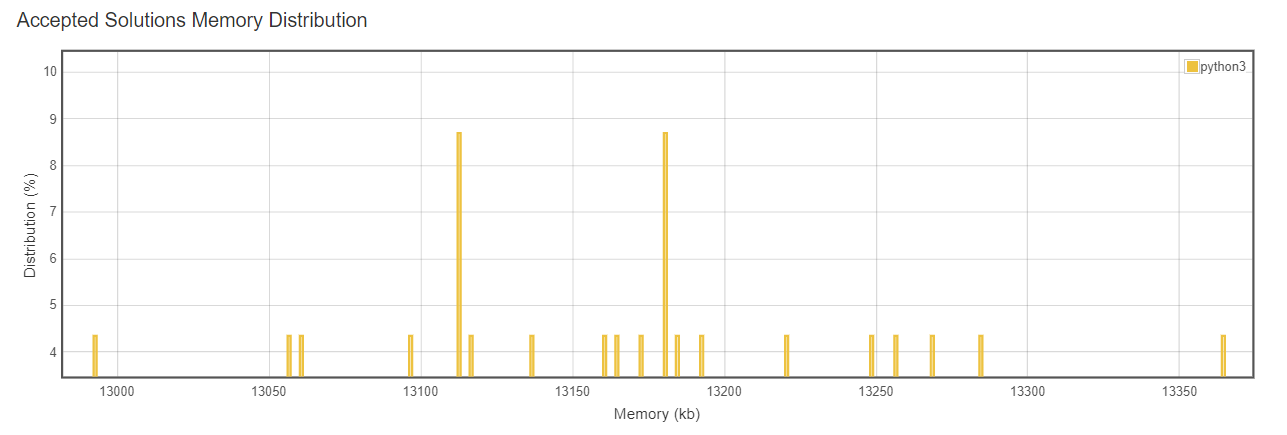 Accepted Solutions Memory Distribution
python3
10
9
8
7
6
5
4
Distribution (%)
13000 13050 13100 13150 13200 13250 13300 13350
Memory (kb)